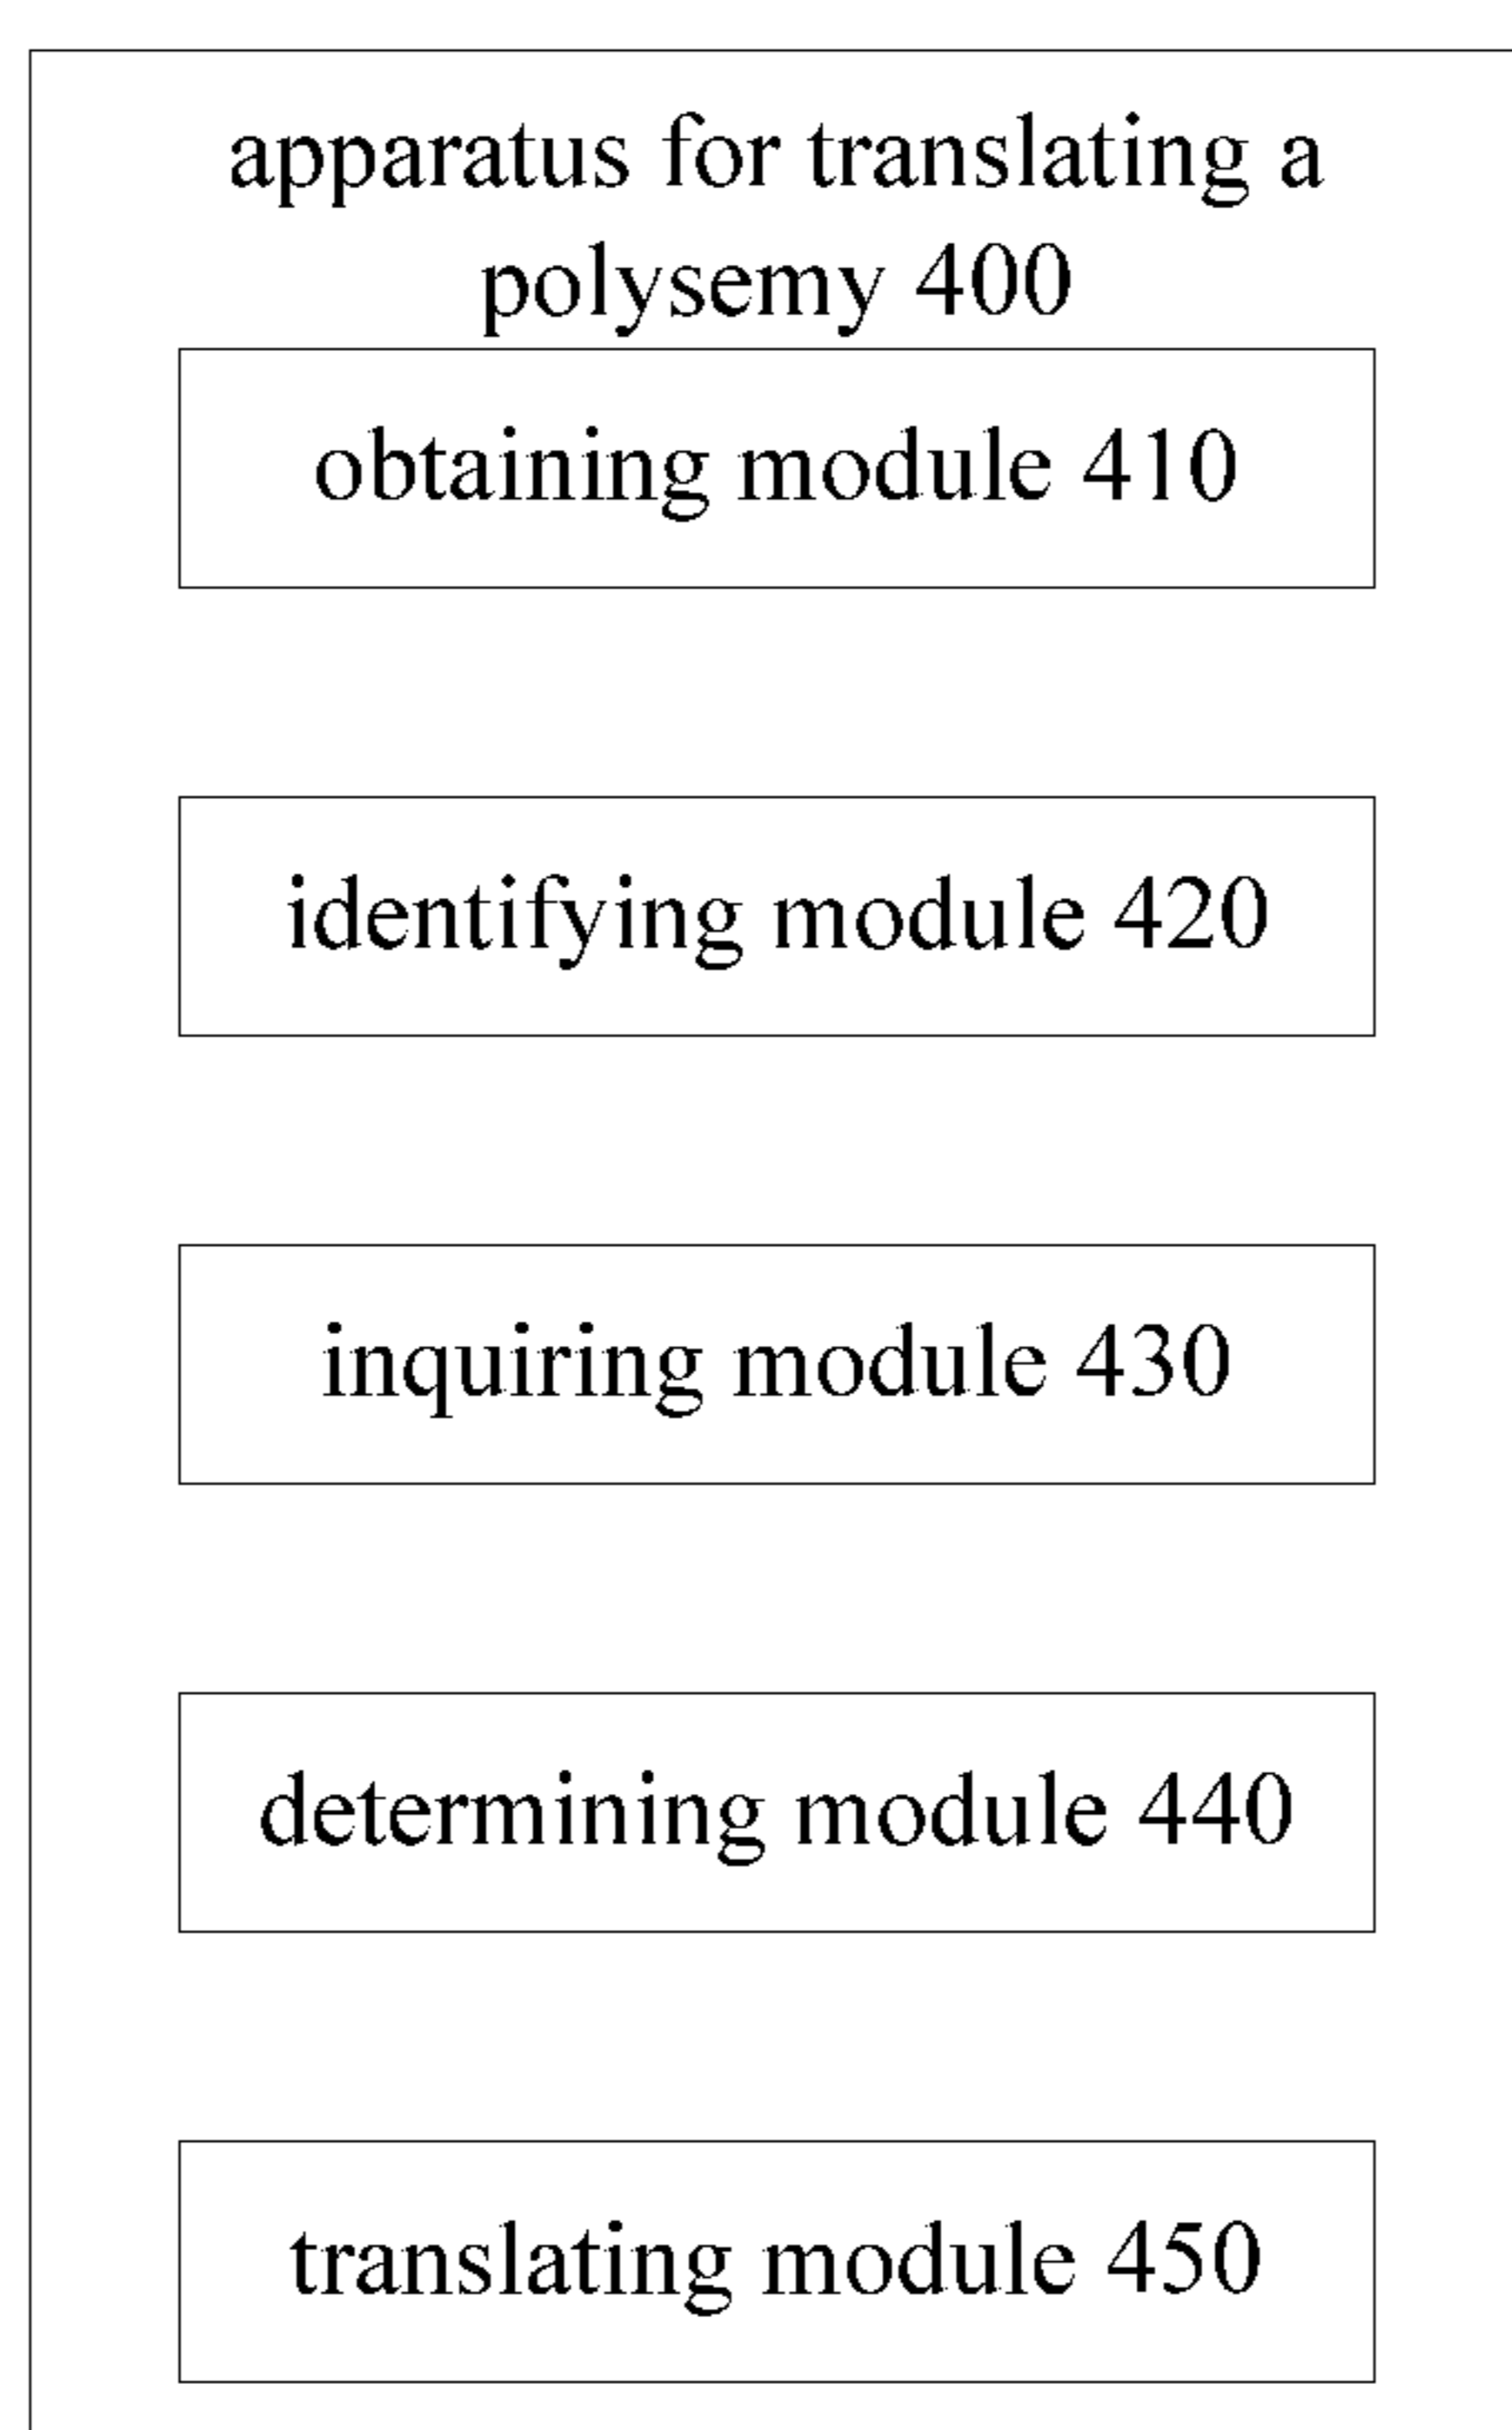 apparatus for translating a
polysemy 400
obtaining module 410
identifying module 420
inquiring module 430
determining module 440
translating module 450